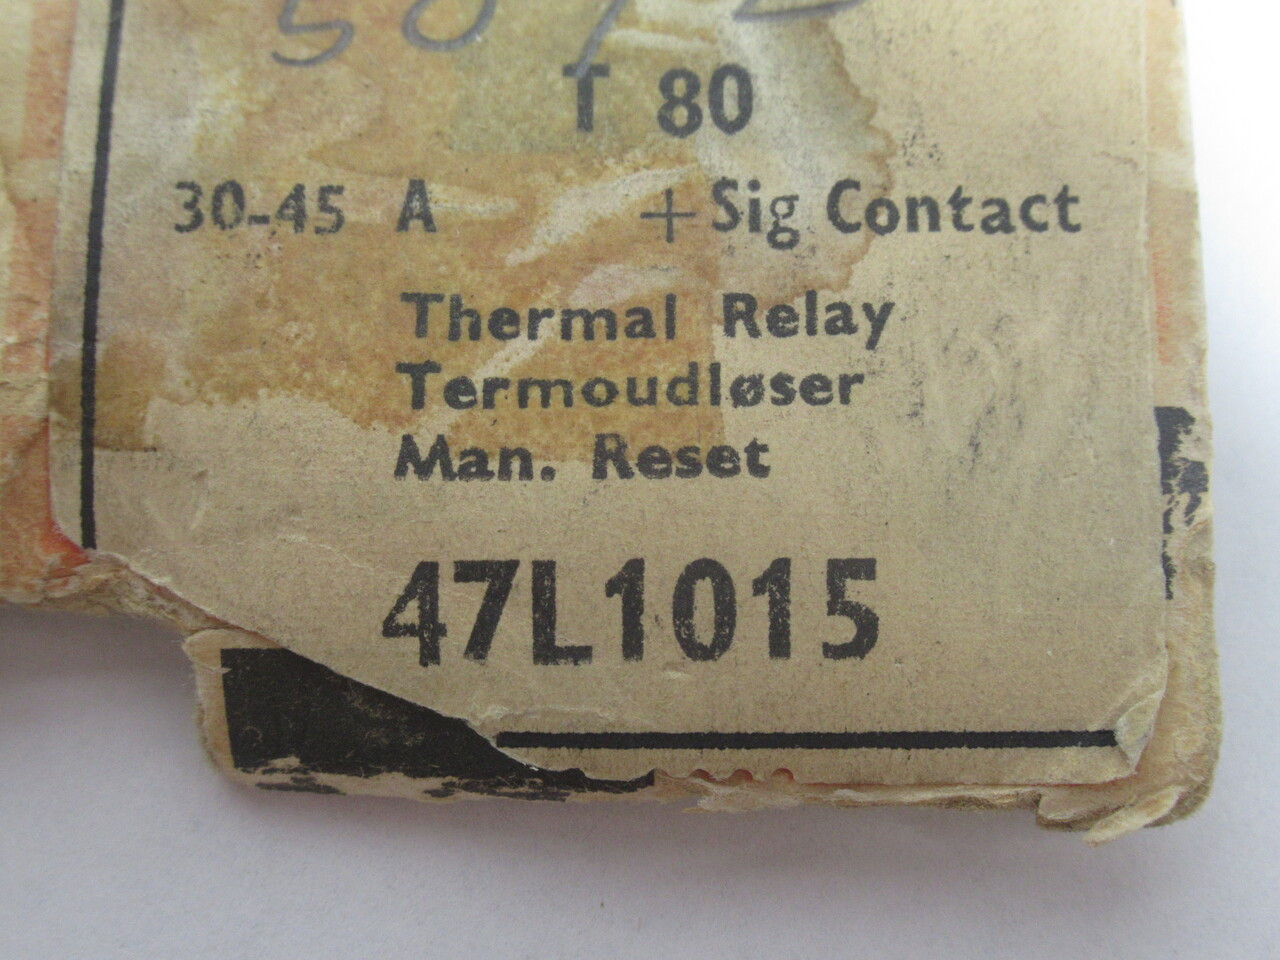 T 80
30-45 A + Sig Contact
Thermal Relay
Termoudløser
Man. Reset
47L1015